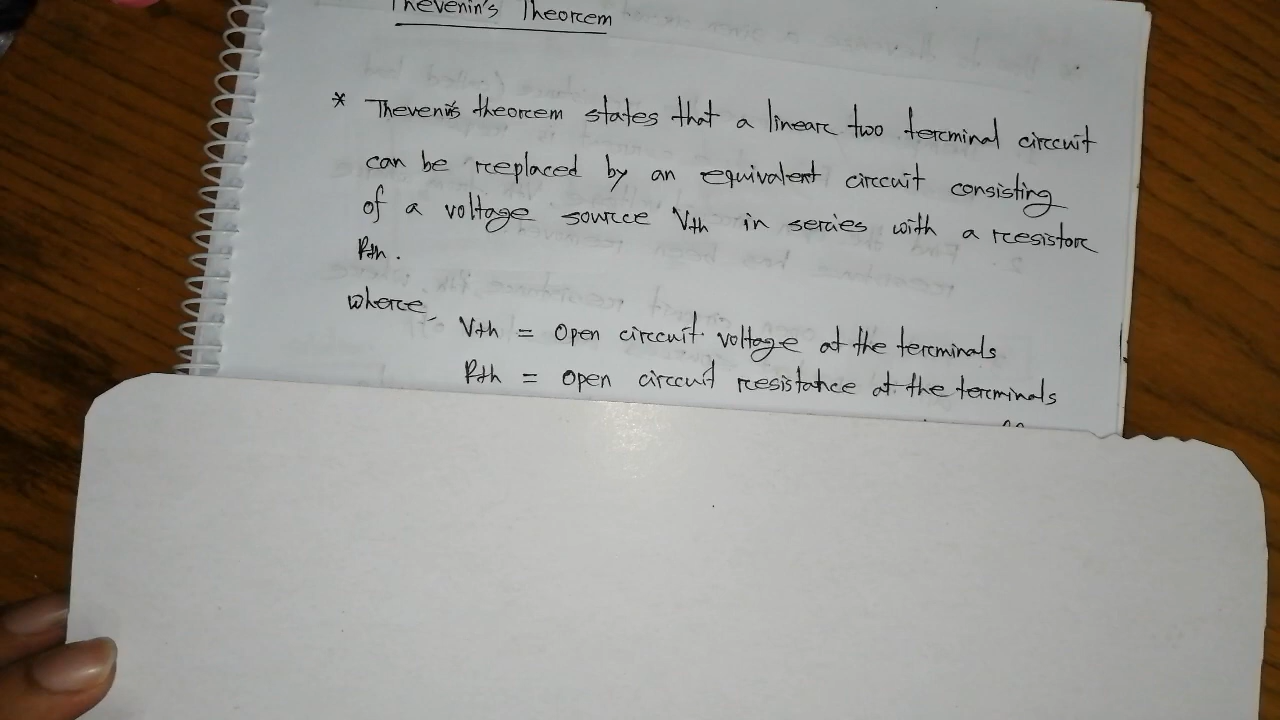 Thevenin's Theorem
* Thevenin's theorem states that a linear two terminal circuit
can be replaced by an equivalent circuit consisting
of a voltage source Vth in series with a resistor
Rth.
where,
Vth = Open circuit voltage at the terminals
Rth = Open circuit resistance at the terminals